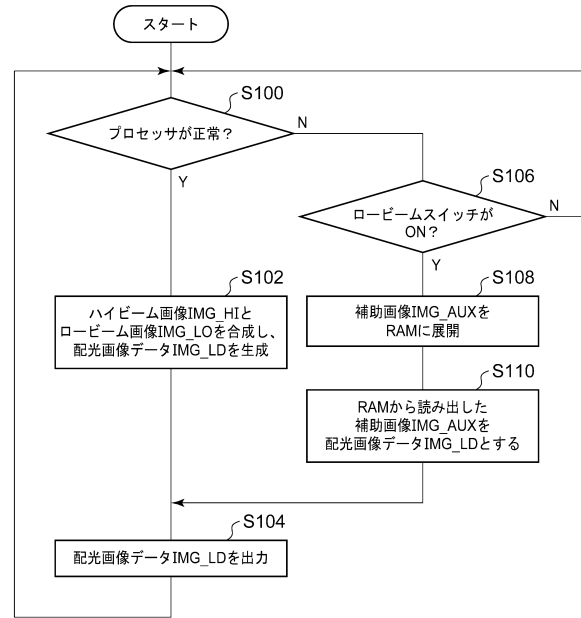 スタート
S100
プロセッサが正常？
N
Y
S106
ロービームスイッチが
ON？
N
Y
S102
ハイビーム画像IMG_HIと
ロービーム画像IMG_LOを合成し、
配光画像データIMG_LDを生成
S108
補助画像IMG_AUXを
RAMに展開
S110
RAMから読み出した
補助画像IMG_AUXを
配光画像データIMG_LDとする
S104
配光画像データIMG_LDを出力